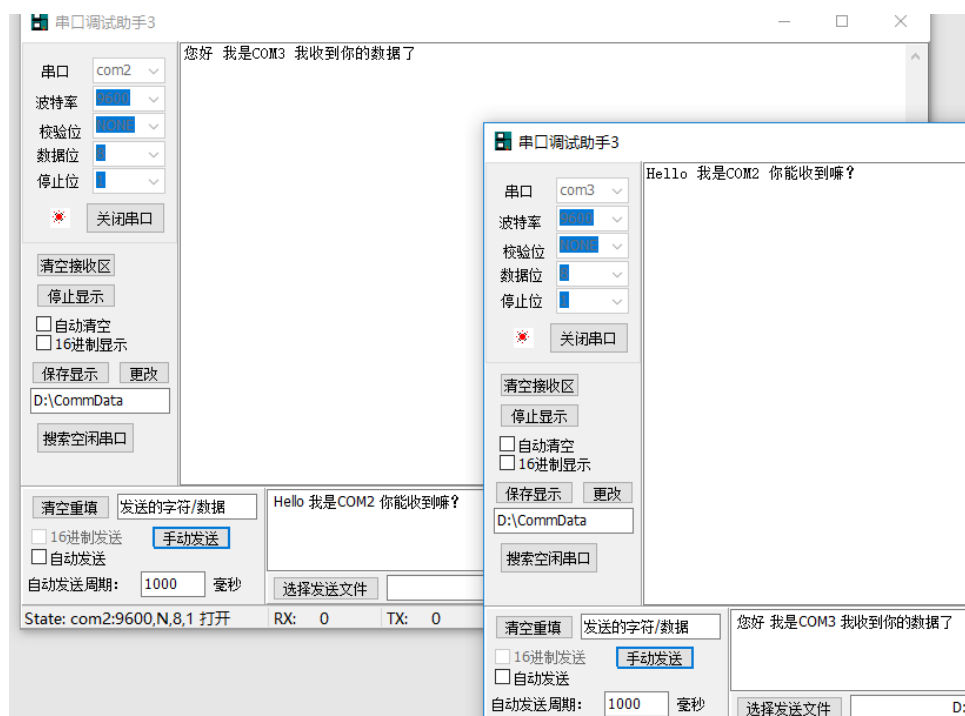 串口调试助手3
串口 com2
波特率 9600
校验位 NONE
数据位 8
停止位 1
关闭串口
清空接收区
停止显示
自动清空
16进制显示
保存显示 更改
D:\CommData
搜索空闲串口
您好 我是COM3 我收到你的数据了
清空重填 发送的字符/数据
16进制发送 手动发送
自动发送
自动发送周期: 1000 毫秒
Hello 我是COM2 你能收到嘛?
选择发送文件
State: com2:9600,N,8,1 打开 RX: 0 TX: 0
串口调试助手3
串口 com3
波特率 9600
校验位 NONE
数据位 8
停止位 1
关闭串口
清空接收区
停止显示
自动清空
16进制显示
保存显示 更改
D:\CommData
搜索空闲串口
Hello 我是COM2 你能收到嘛?
清空重填 发送的字符/数据
16进制发送 手动发送
自动发送
自动发送周期: 1000 毫秒
您好 我是COM3 我收到你的数据了
选择发送文件 D: